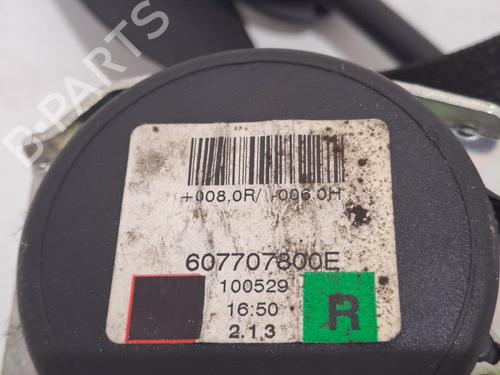 +008,0R/ -006,0H
607707800E
100529
16:50
2.1.3
R
B-Parts